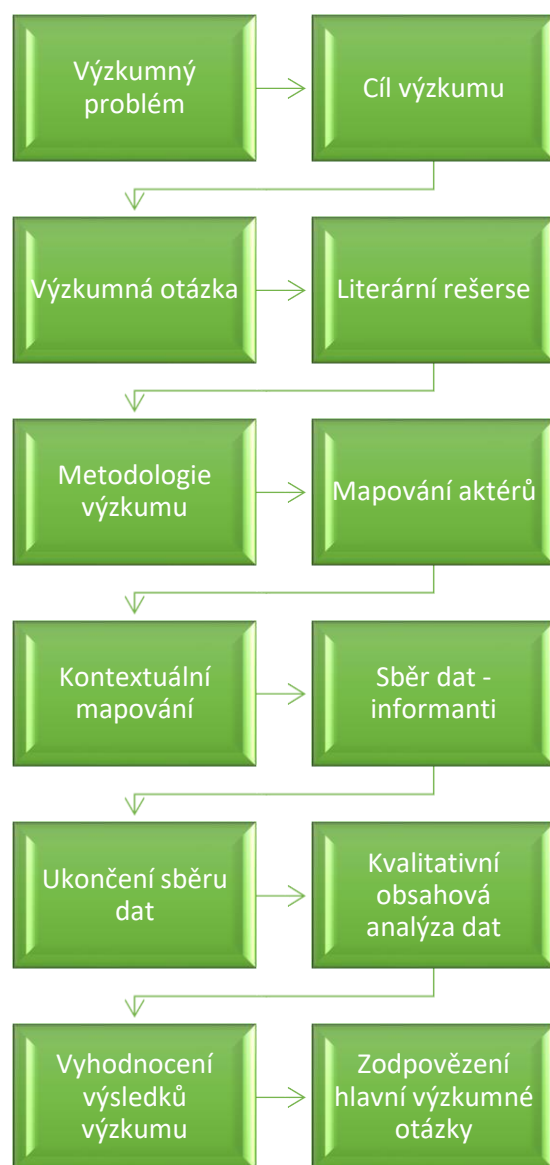 Výzkumný
problém
Cíl výzkumu
Výzkumná otázka
Literární rešerse
Metodologie
výzkumu
Mapování aktérů
Kontextuální
mapování
Sběr dat -
informanti
Ukončení sběru
dat
Kvalitativní
obsahová
analýza dat
Vyhodnocení
výsledků
výzkumu
Zodpovězení
hlavní výzkumné
otázky